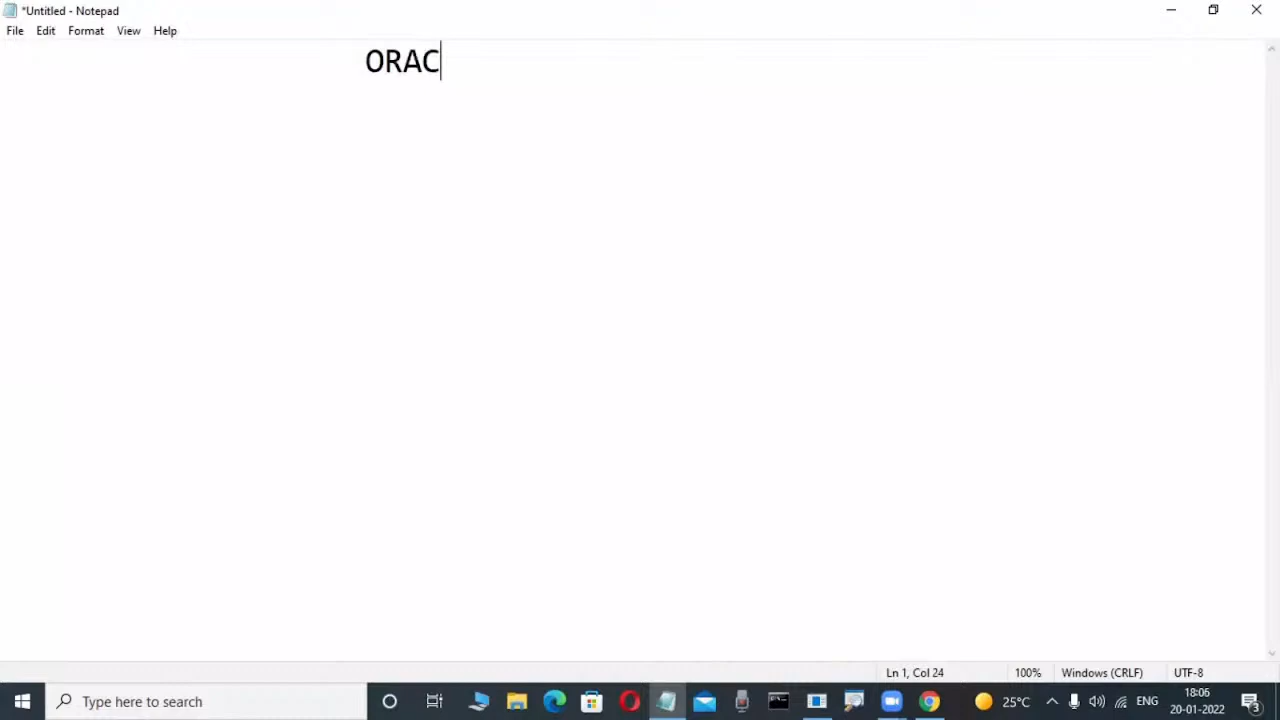 *Untitled - Notepad
File Edit Format View Help
ORAC
Ln 1, Col 24 100% Windows (CRLF) UTF-8
Type here to search
25°C ENG
18:06
20-01-2022
3